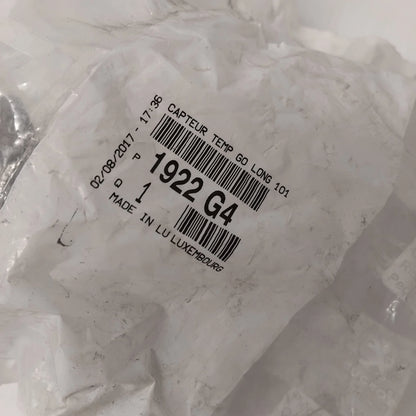 02/08/2017 - 17:36
CAPTEUR TEMP GO LONG 101
P 1922 G4
Q 1
MADE IN LU LUXEMBOURG